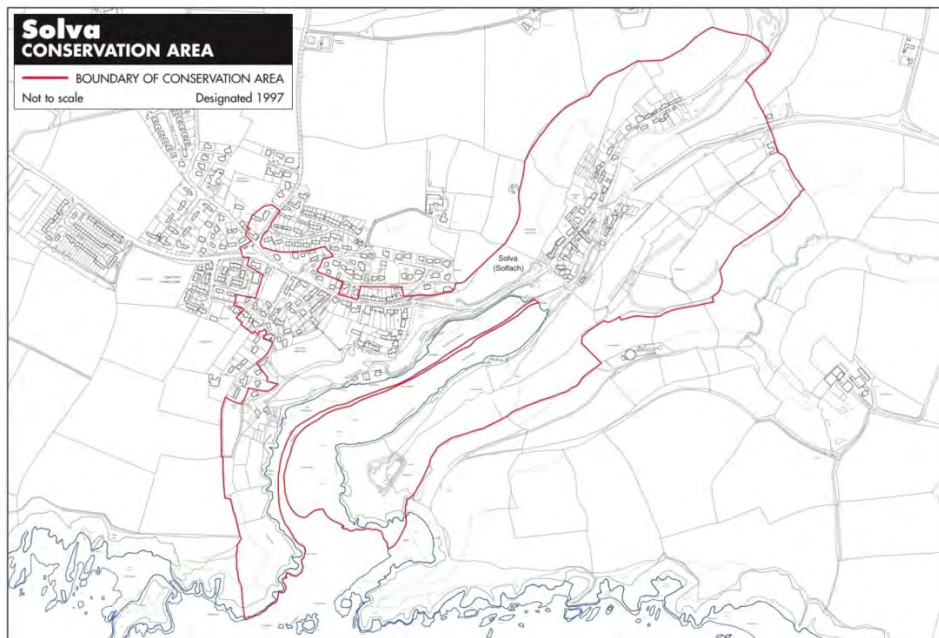 Solva
CONSERVATION AREA
BOUNDARY OF CONSERVATION AREA
Not to scale Designated 1997
Solva
(Solfach)